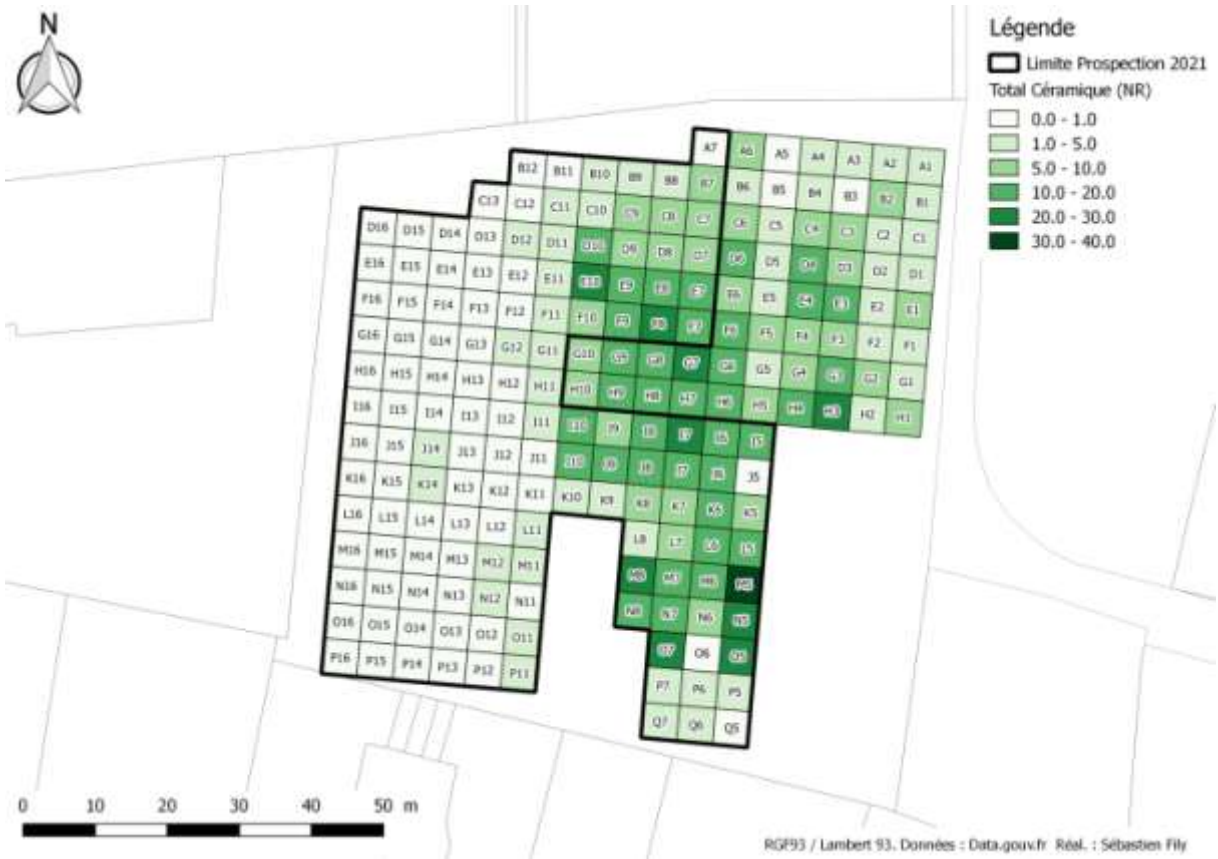 N
Légende
Limite Prospection 2021
Total Céramique (NR)
0.0 - 1.0
1.0 - 5.0
5.0 - 10.0
10.0 - 20.0
20.0 - 30.0
30.0 - 40.0
A7 A6 A5 A4 A3 A2 A1
B12 B11 B10 B9 B8 B7 B6 B5 B4 B3 B2 B1
C13 C12 C11 C10 C9 C8 C7 C6 C5 C4 C3 C2 C1
D16 D15 D14 D13 D12 D11 D10 D9 D8 D7 D6 D5 D4 D3 D2 D1
E16 E15 E14 E13 E12 E11 E10 E9 E8 E7 E6 E5 E4 E3 E2 E1
F16 F15 F14 F13 F12 F11 F10 F9 F8 F7 F6 F5 F4 F3 F2 F1
G16 G15 G14 G13 G12 G11 G10 G9 G8 G7 G6 G5 G4 G3 G2 G1
H16 H15 H14 H13 H12 H11 H10 H9 H8 H7 H6 H5 H4 H3 H2 H1
I16 I15 I14 I13 I12 I11 I10 I9 I8 I7 I6 I5
J16 J15 J14 J13 J12 J11 J10 J9 J8 J7 J6 J5
K16 K15 K14 K13 K12 K11 K10 K9 K8 K7 K6 K5
L16 L15 L14 L13 L12 L11 L8 L7 L6 L5
M16 M15 M14 M13 M12 M11 M8 M7 M6 M5
N16 N15 N14 N13 N12 N11 N8 N7 N6 N5
O16 O15 O14 O13 O12 O11 O7 O6 O5
P16 P15 P14 P13 P12 P11 P7 P6 P5
Q7 Q6 Q5
0 10 20 30 40 50 m
RGF93 / Lambert 93. Données : Data.gouv.fr Réal. : Sébastien Fily